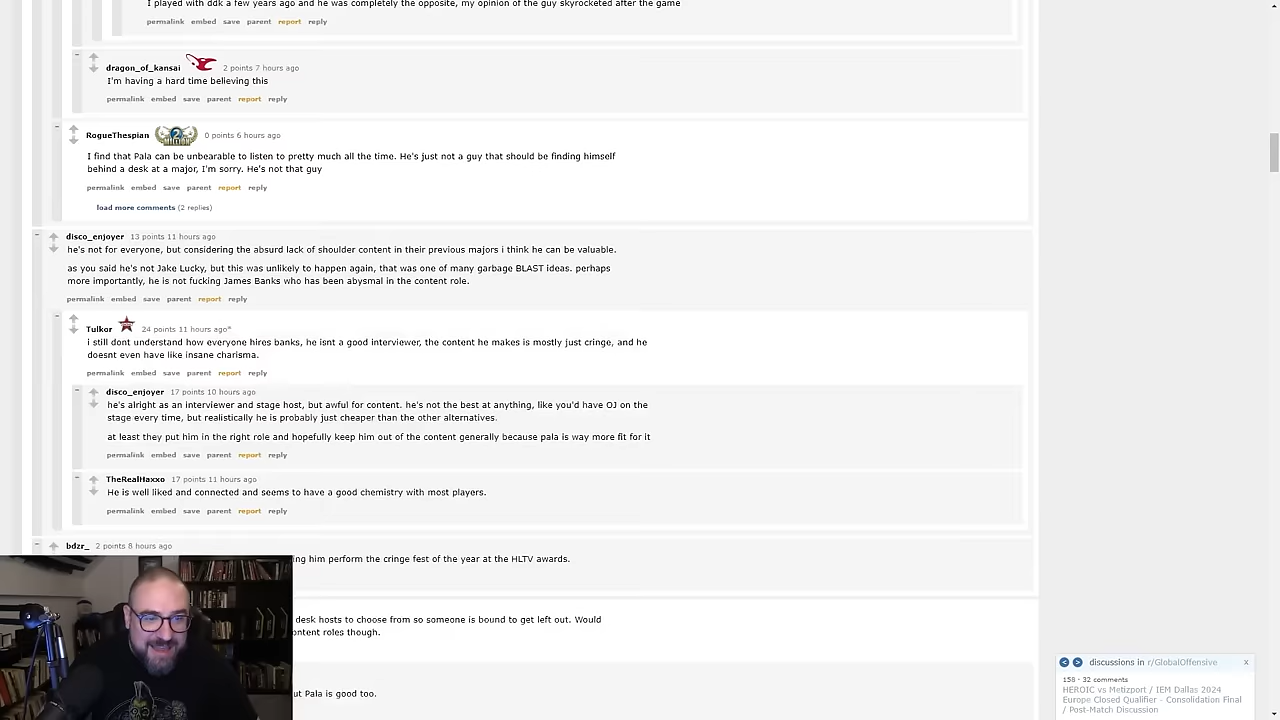 I played with ddk a few years ago and he was completely the opposite, my opinion of the guy skyrocketed after the game
permalink embed save parent report reply
dragon_of_kansai 2 points 7 hours ago
I'm having a hard time believing this
permalink embed save parent report reply
RogueThespian 0 points 6 hours ago
I find that Pala can be unbearable to listen to pretty much all the time. He's just not a guy that should be finding himself
behind a desk at a major, I'm sorry. He's not that guy
permalink embed save parent report reply
load more comments (2 replies)
disco_enjoyer 13 points 11 hours ago
he's not for everyone, but considering the absurd lack of shoulder content in their previous majors i think he can be valuable.
as you said he's not Jake Lucky, but this was unlikely to happen again, that was one of many garbage BLAST ideas. perhaps
more importantly, he is not fucking James Banks who has been abysmal in the content role.
permalink embed save parent report reply
Tulkor 24 points 11 hours ago*
i still dont understand how everyone hires banks, he isnt a good interviewer, the content he makes is mostly just cringe, and he
doesnt even have like insane charisma.
permalink embed save parent report reply
disco_enjoyer 17 points 10 hours ago
he's alright as an interviewer and stage host, but awful for content. he's not the best at anything, like you'd have OJ on the
stage every time, but realistically he is probably just cheaper than the other alternatives.
at least they put him in the right role and hopefully keep him out of the content generally because pala is way more fit for it
permalink embed save parent report reply
TheRealHaxxo 17 points 11 hours ago
He is well liked and connected and seems to have a good chemistry with most players.
permalink embed save parent report reply
bdzr_ 2 points 8 hours ago
ing him perform the cringe fest of the year at the HLTV awards.
desk hosts to choose from so someone is bound to get left out. Would
ontent roles though.
ut Pala is good too.
discussions in r/GlobalOffensive x
158 · 32 comments
HEROIC vs Metizport / IEM Dallas 2024
Europe Closed Qualifier - Consolidation Final
/ Post-Match Discussion